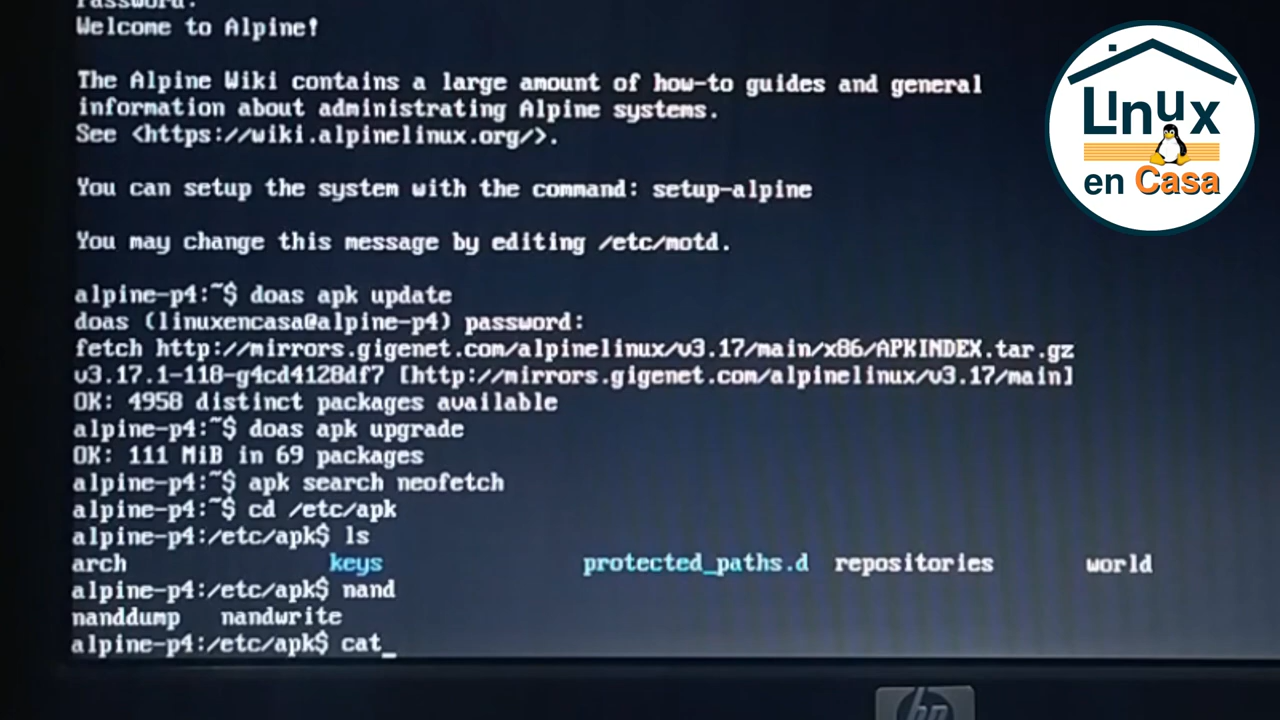 Password:
Welcome to Alpine!
The Alpine Wiki contains a large amount of how-to guides and general
information about administrating Alpine systems.
See <https://wiki.alpinelinux.org/>.
You can setup the system with the command: setup-alpine
You may change this message by editing /etc/motd.
alpine-p4:~$ doas apk update
doas (linuxencasa@alpine-p4) password:
fetch http://mirrors.gigenet.com/alpinelinux/v3.17/main/x86/APKINDEX.tar.gz
v3.17.1-118-g4cd4128df7 [http://mirrors.gigenet.com/alpinelinux/v3.17/main]
OK: 4958 distinct packages available
alpine-p4:~$ doas apk upgrade
OK: 111 MiB in 69 packages
alpine-p4:~$ apk search neofetch
alpine-p4:~$ cd /etc/apk
alpine-p4:/etc/apk$ ls
arch keys protected_paths.d repositories world
alpine-p4:/etc/apk$ nand
nanddump nandwrite
alpine-p4:/etc/apk$ cat_
hp
Linux
en Casa